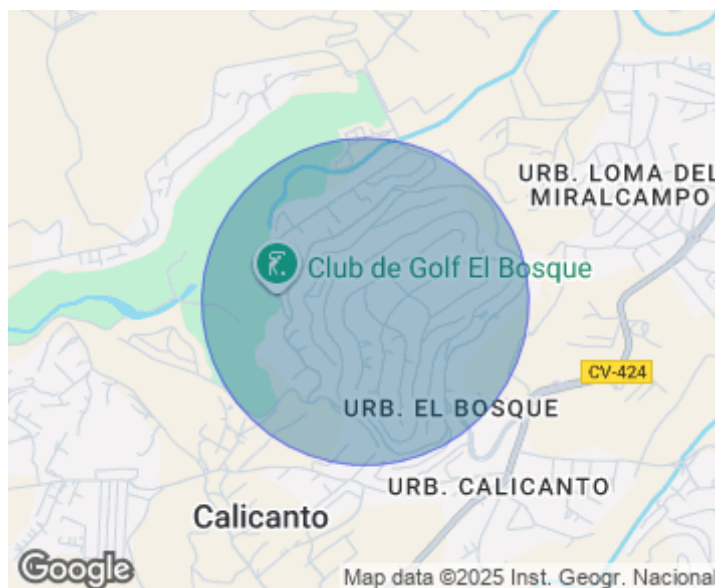 URB. LOMA DEL
MIRALCAMPO
Club de Golf El Bosque
CV-424
URB. EL BOSQUE
URB. CALICANTO
Calicanto
Google
Map data ©2025 Inst. Geogr. Nacional